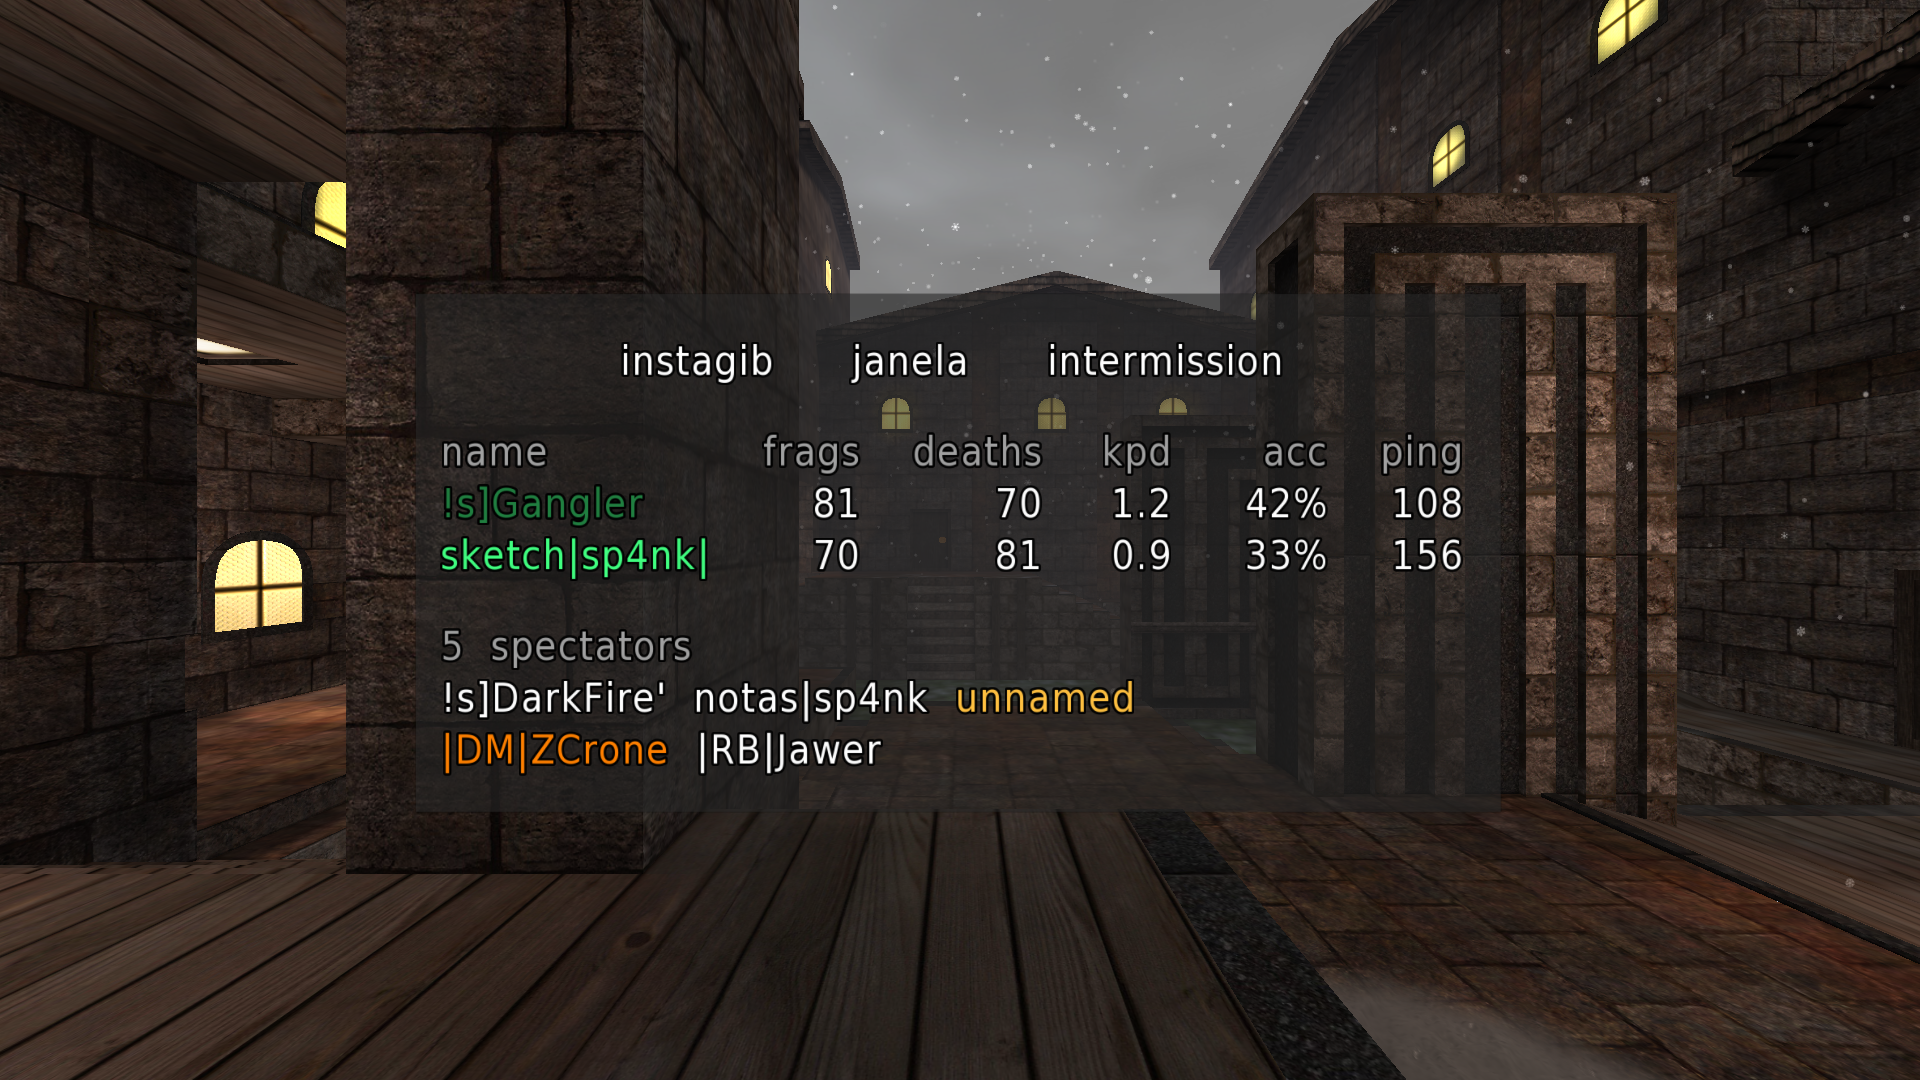 instagib janela intermission
name frags deaths kpd acc ping
!s]Gangler 81 70 1.2 42% 108
sketch|sp4nk| 70 81 0.9 33% 156
5 spectators
!s]DarkFire' notas|sp4nk unnamed
|DM|ZCrone |RB|Jawer